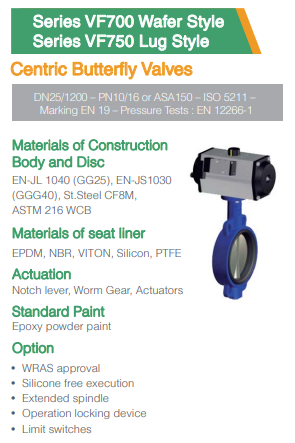 Series VF700 Wafer Style
Series VF750 Lug Style
Centric Butterfly Valves
DN25/1200 – PN10/16 or ASA150 – ISO 5211 –
Marking EN 19 – Pressure Tests : EN 12266-1
Materials of Construction
Body and Disc
EN-JL 1040 (GG25), EN-JS1030
(GGG40), St.Steel CF8M,
ASTM 216 WCB
Materials of seat liner
EPDM, NBR, VITON, Silicon, PTFE
Actuation
Notch lever, Worm Gear, Actuators
Standard Paint
Epoxy powder paint
Option
• WRAS approval
• Silicone free execution
• Extended spindle
• Operation locking device
• Limit switches